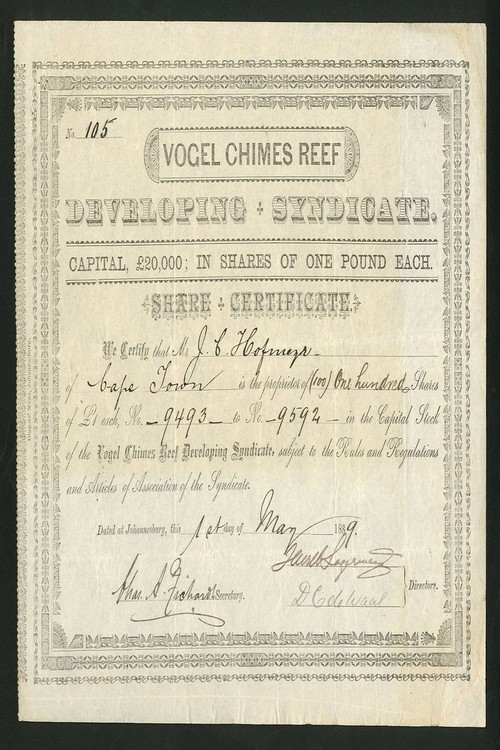 No. 105
VOGEL CHIMES REEF
DEVELOPING + SYNDICATE.
CAPITAL, £20,000; IN SHARES OF ONE POUND EACH.
SHARE + CERTIFICATE.
We Certify that Mr J. C. Hofmeyr
of Cape Town is the proprietor of (100) One hundred Shares
of £1 each, No. 9493 to No. 9592 in the Capital Stock
of the Vogel Chimes Reef Developing Syndicate, subject to the Rules and Regulations
and Articles of Association of the Syndicate.
Dated at Johannesburg, this 1st day of May 1889.
Chas. A. Secretary.
D C de Waal
Directors.